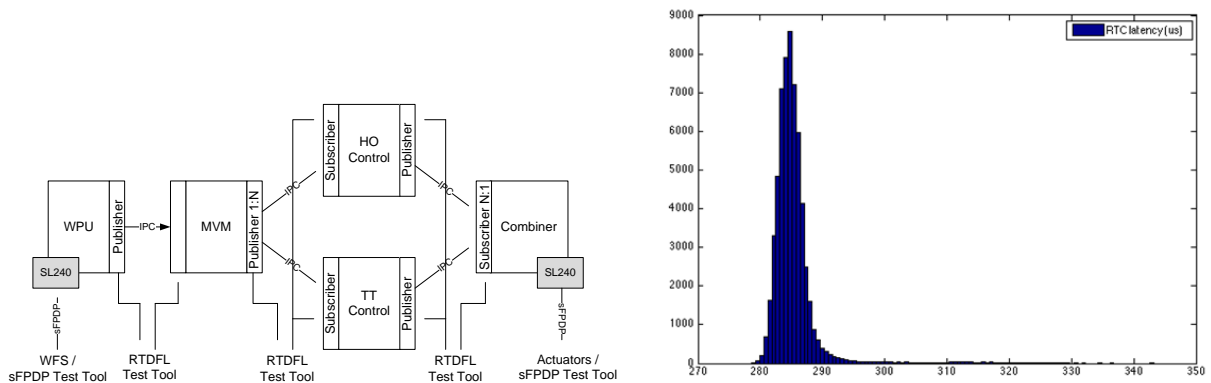 HO
Control
Subscriber
Publisher
IPC
IPC
WPU
Publisher
IPC
MVM
Publisher 1:N
Subscriber N:1
Combiner
SL240
SL240
IPC
IPC
TT
Control
Subscriber
Publisher
sFPDP
sFPDP
WFS /
sFPDP Test Tool
RTDFL
Test Tool
RTDFL
Test Tool
RTDFL
Test Tool
Actuators /
sFPDP Test Tool
RTC latency(us)
9000
8000
7000
6000
5000
4000
3000
2000
1000
0
270 280 290 300 310 320 330 340 350